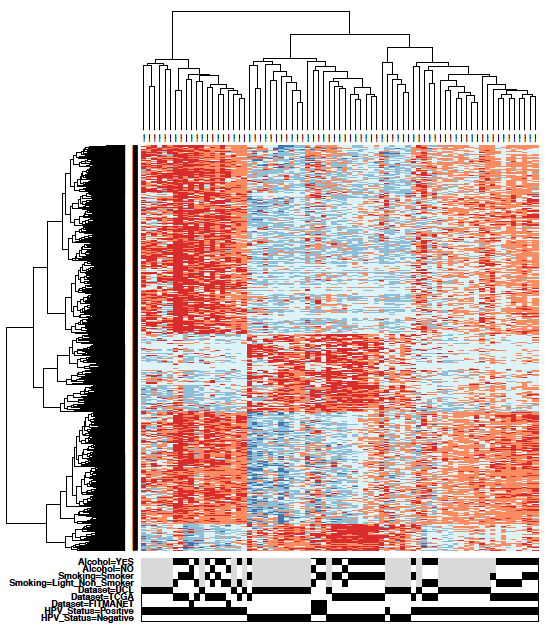 Alcohol=YES
Alcohol=NO
Smoking=Smoker
Smoking=Light_Non_Smoker
Dataset=UCL
Dataset=TCGA
Dataset=FITMANET
HPV_Status=Positive
HPV_Status=Negative